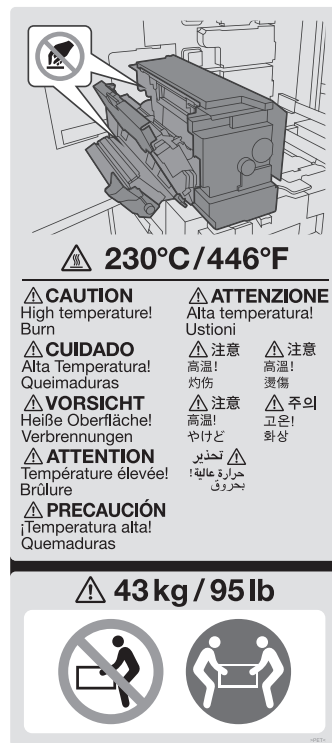 230°C/446°F
⚠CAUTION
High temperature!
Burn
⚠CUIDADO
Alta Temperatura!
Queimaduras
⚠VORSICHT
Heiße Oberfläche!
Verbrennungen
⚠ATTENTION
Température élevée!
Brûlure
⚠PRECAUCIÓN
¡Temperatura alta!
Quemaduras
⚠ATTENZIONE
Alta temperatura!
Ustioni
⚠注意
高温!
灼伤
⚠注意
高溫!
燙傷
⚠注意
高温!
やけど
⚠주의
고온!
화상
⚠ تحذير
حرارة عالية!
بحروق
⚠ 43 kg / 95 lb